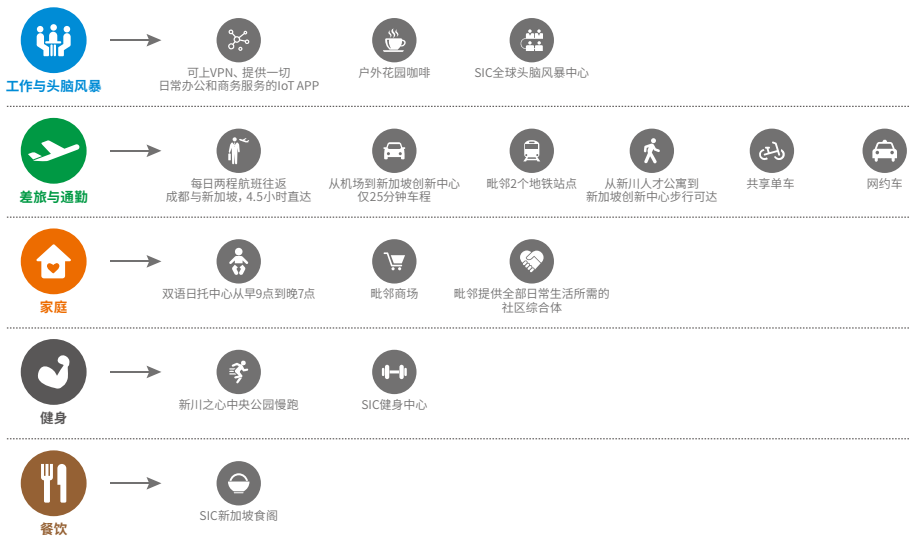 工作与头脑风暴
可上VPN、提供一切
日常办公和商务服务的IoT APP
户外花园咖啡
SIC全球头脑风暴中心
差旅与通勤
每日两程航班往返
成都与新加坡，4.5小时直达
从机场到新加坡创新中心
仅25分钟车程
毗邻2个地铁站点
从新川人才公寓到
新加坡创新中心步行可达
共享单车
网约车
家庭
双语日托中心从早9点到晚7点
毗邻商场
毗邻提供全部日常生活所需的
社区综合体
健身
新川之心中央公园慢跑
SIC健身中心
餐饮
SIC新加坡食阁